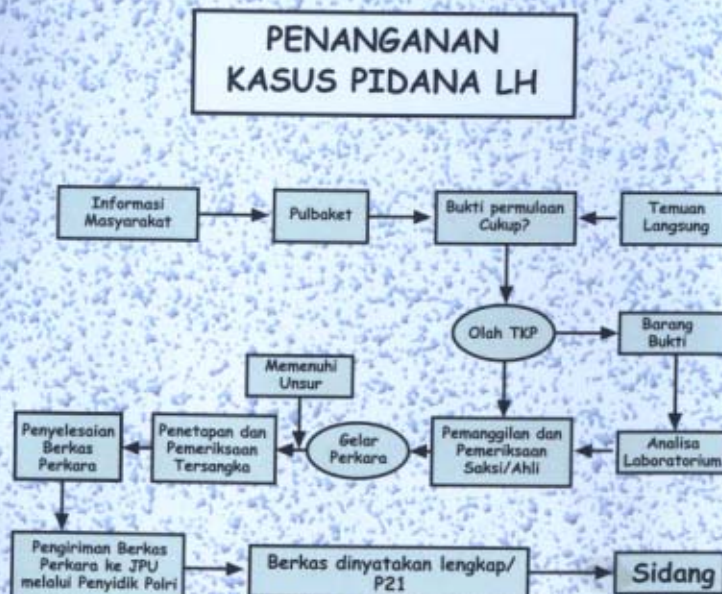 PENANGANAN
KASUS PIDANA LH
Informasi
Masyarakat
Pulbaket
Bukti permulaan
Cukup?
Temuan
Langsung
Olah TKP
Barang
Bukti
Memenuhi
Unsur
Penyelesaian
Berkas
Perkara
Penetapan dan
Pemeriksaan
Tersangka
Gelar
Perkara
Pemanggilan dan
Pemeriksaan
Saksi/Ahli
Analisa
Laboratorium
Pengiriman Berkas
Perkara ke JPU
melalui Penyidik Polri
Berkas dinyatakan lengkap/
P21
Sidang